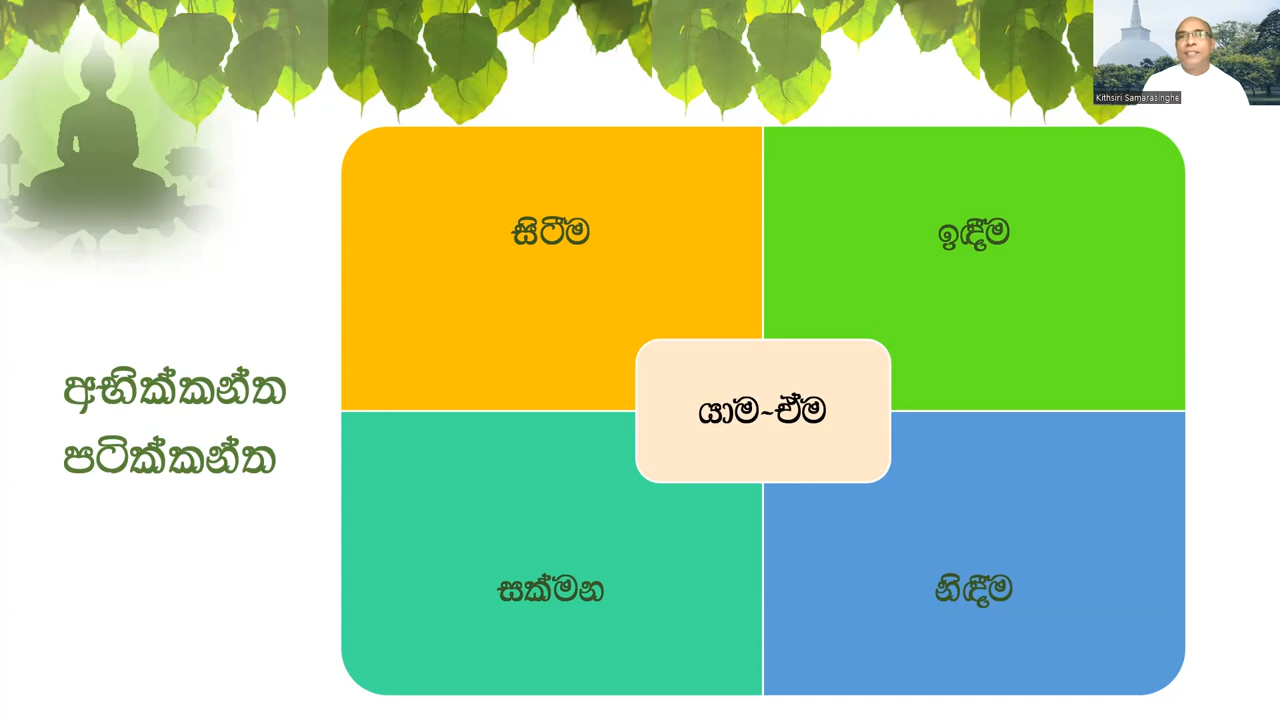 Kithsiri Samarasinghe
සිටීම
ඉඳීම
අභික්කන්ත
පටික්කන්ත
යාම~ඒම
සක්මන
නිඳීම